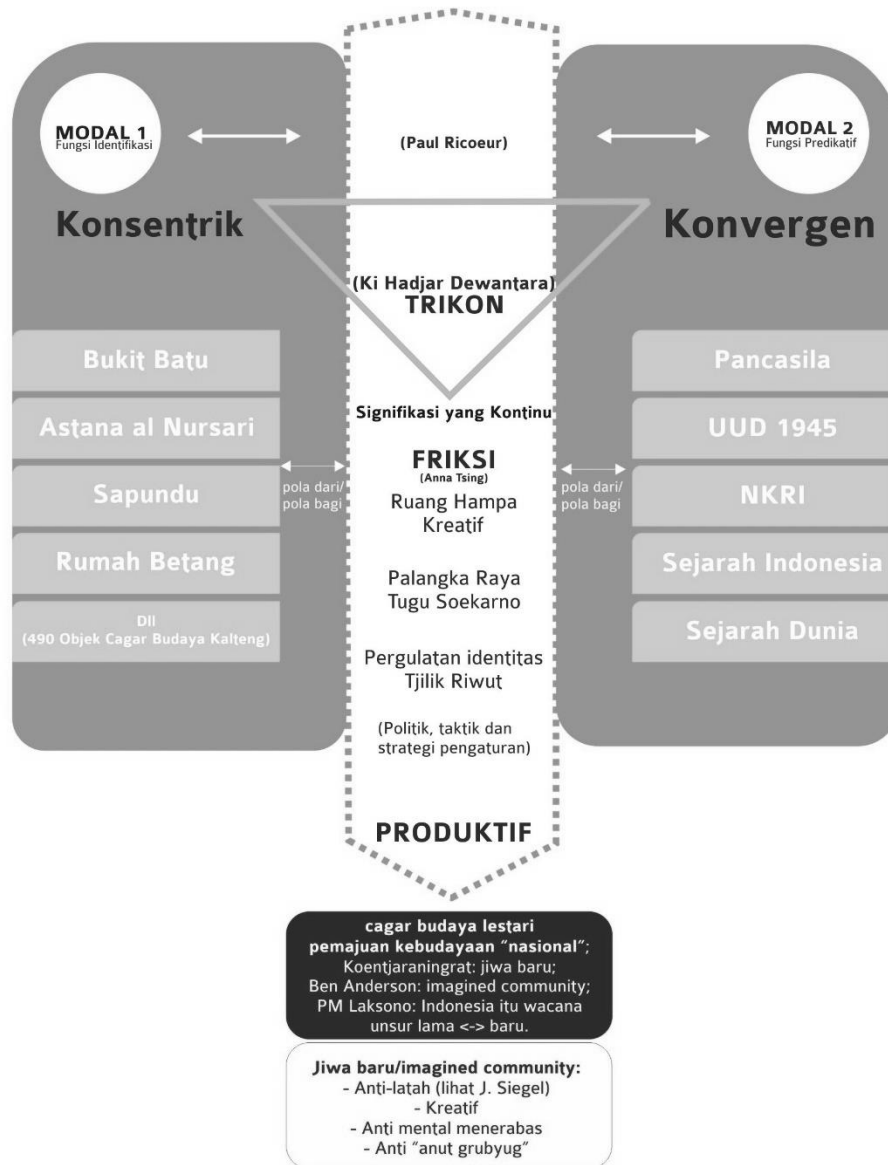 MODAL 1
Fungsi Identifikasi
(Paul Ricoeur)
MODAL 2
Fungsi Predikatif
Konsentrik
Konvergen
(Ki Hadjar Dewantara)
TRIKON
Bukit Batu
Astana al Nursari
Sapundu
Rumah Betang
Dll
(490 Objek Cagar Budaya Kalteng)
pola dari/
pola bagi
Signifikasi yang Kontinu
FRIKSI
(Anna Tsing)
Ruang Hampa
Kreatif
Palangka Raya
Tugu Soekarno
Pergulatan identitas
Tjilik Riwut
(Politik, taktik dan
strategi pengaturan)
PRODUKTIF
pola dari/
pola bagi
Pancasila
UUD 1945
NKRI
Sejarah Indonesia
Sejarah Dunia
cagar budaya lestari
pemajuan kebudayaan “nasional”;
Koentjaraningrat: jiwa baru;
Ben Anderson: imagined community;
PM Laksono: Indonesia itu wacana
unsur lama <-> baru.
Jiwa baru/imagined community:
- Anti-latah (lihat J. Siegel)
- Kreatif
- Anti mental menerabas
- Anti “anut grubyug”